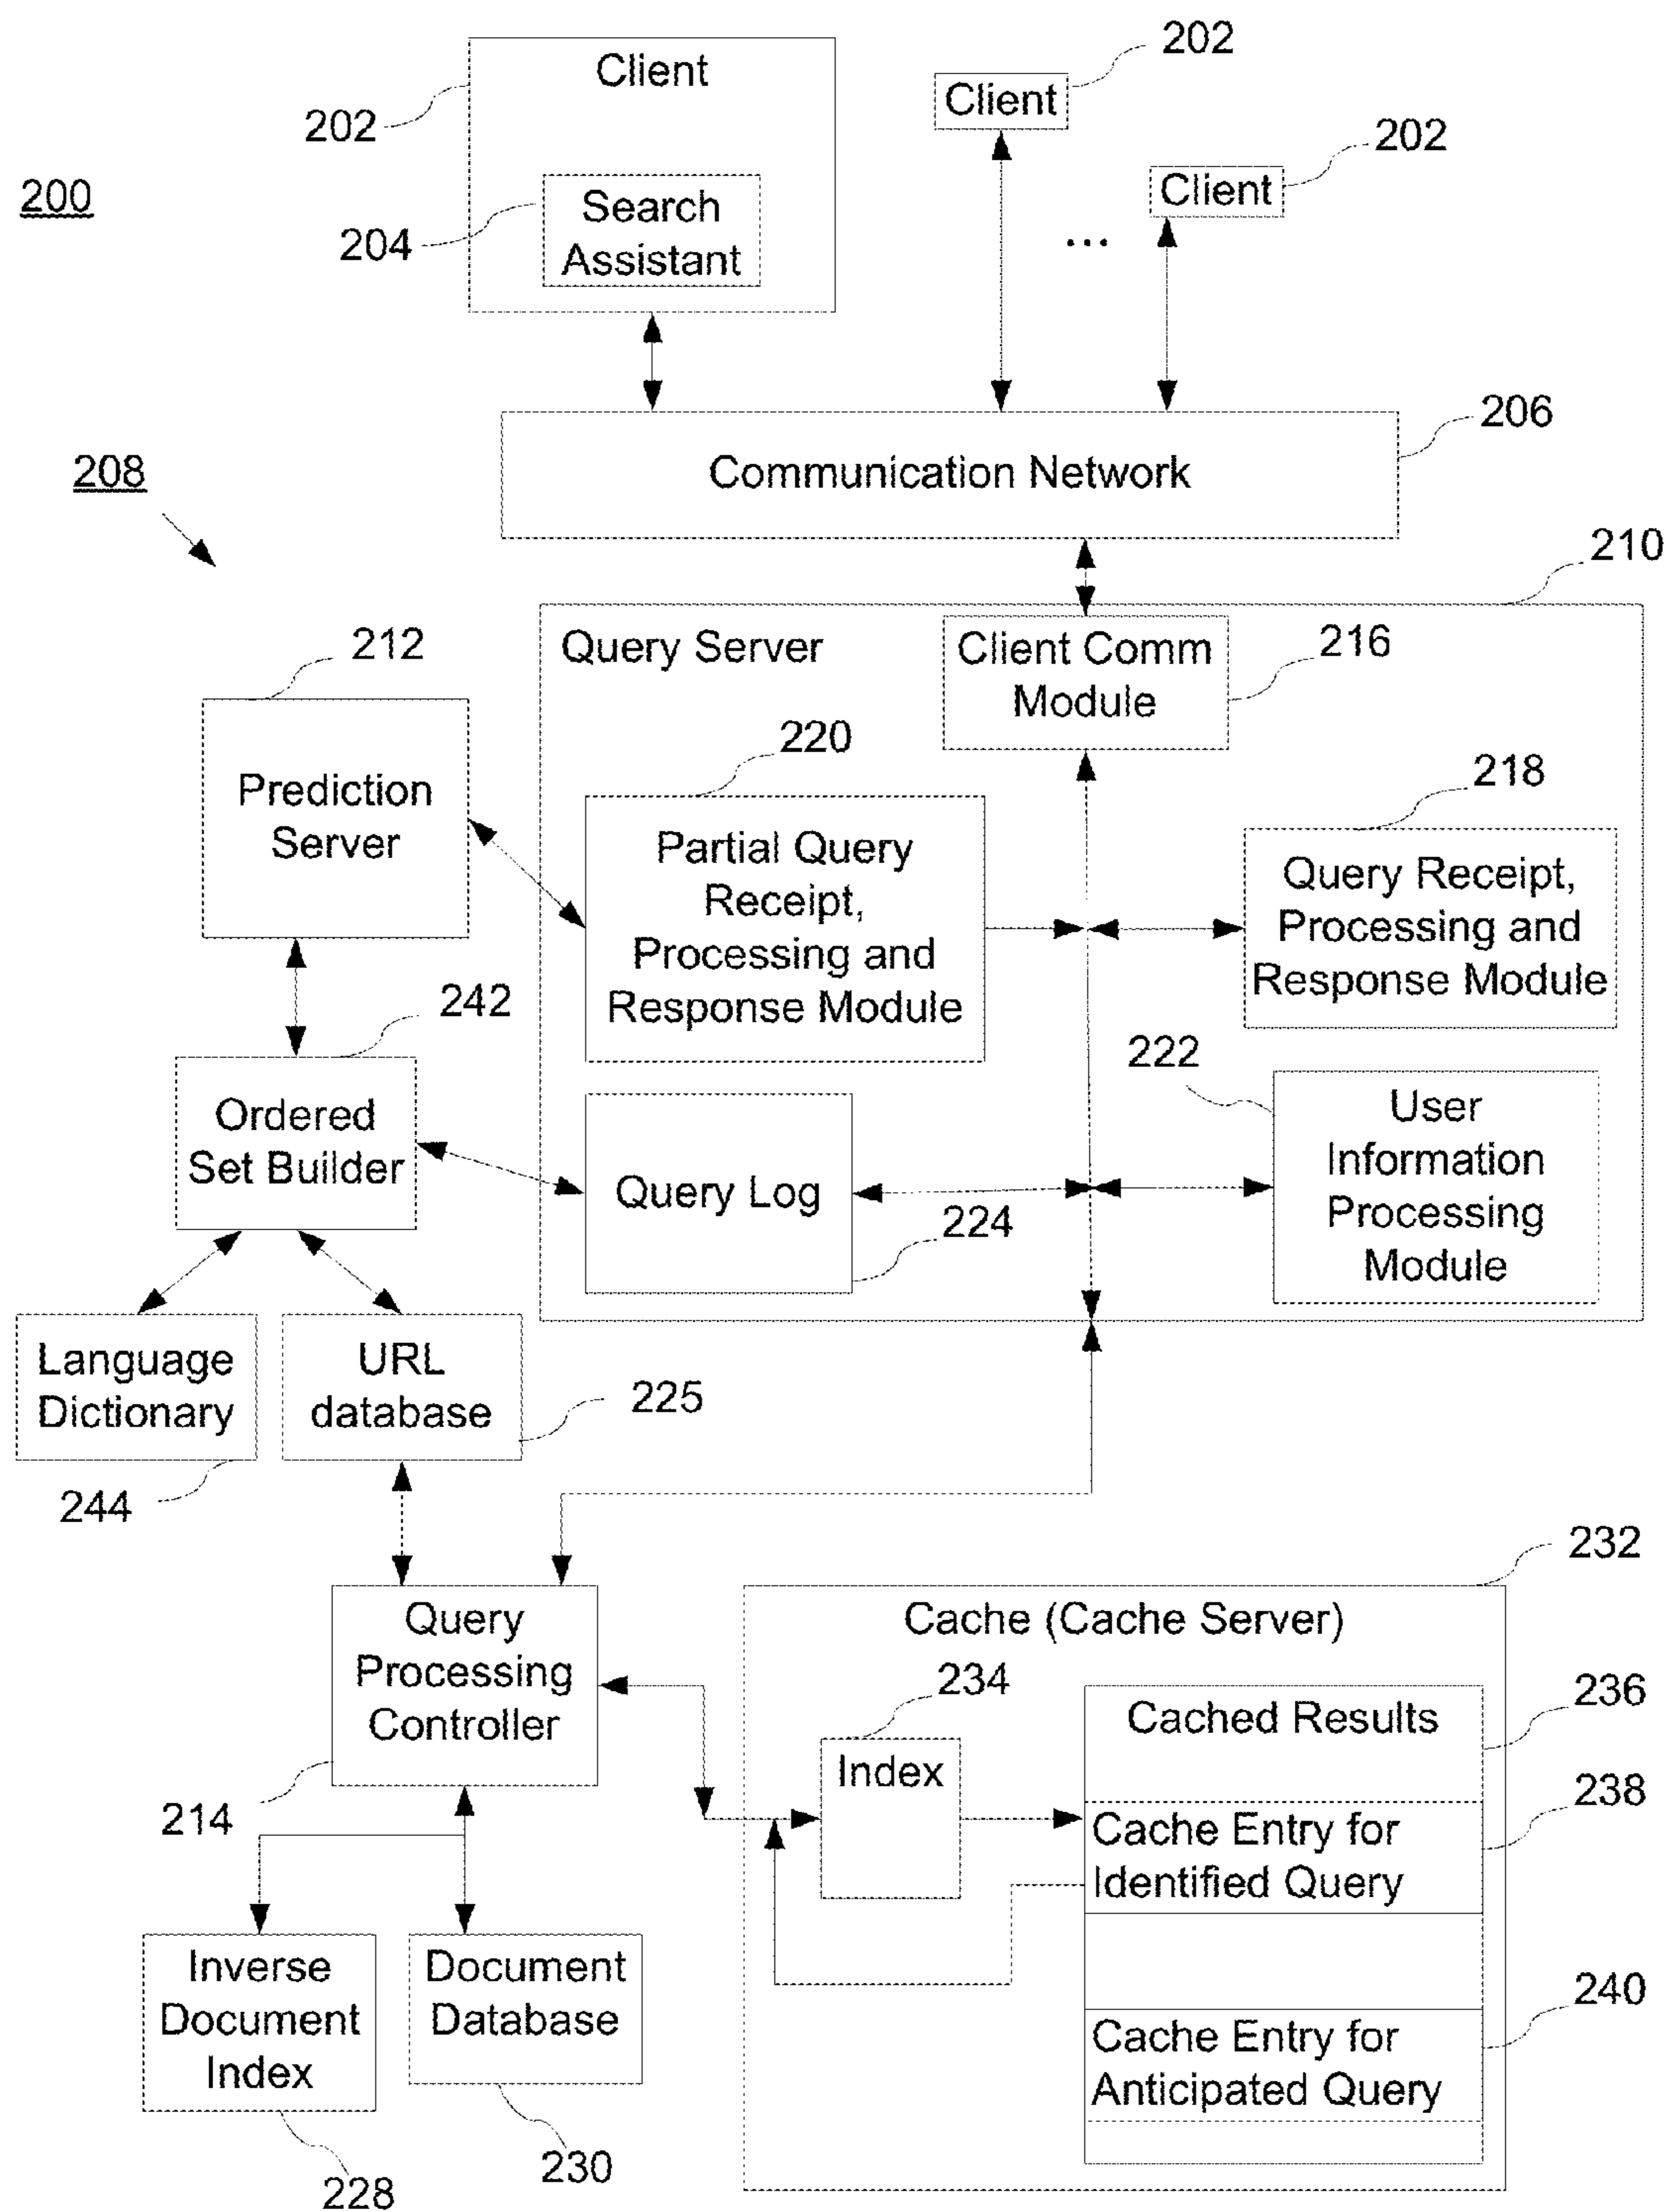 200
Client
202
Search
Assistant
204
Client
202
Client
202
...
Communication Network
206
208
210
Query Server
Client Comm
Module
216
212
Prediction
Server
220
Partial Query
Receipt,
Processing and
Response Module
218
Query Receipt,
Processing and
Response Module
242
Ordered
Set Builder
Query Log
224
222
User
Information
Processing
Module
Language
Dictionary
244
URL
database
225
Query
Processing
Controller
214
232
Cache (Cache Server)
234
Index
Cached Results
236
Cache Entry for
Identified Query
238
Cache Entry for
Anticipated Query
240
Inverse
Document
Index
228
Document
Database
230